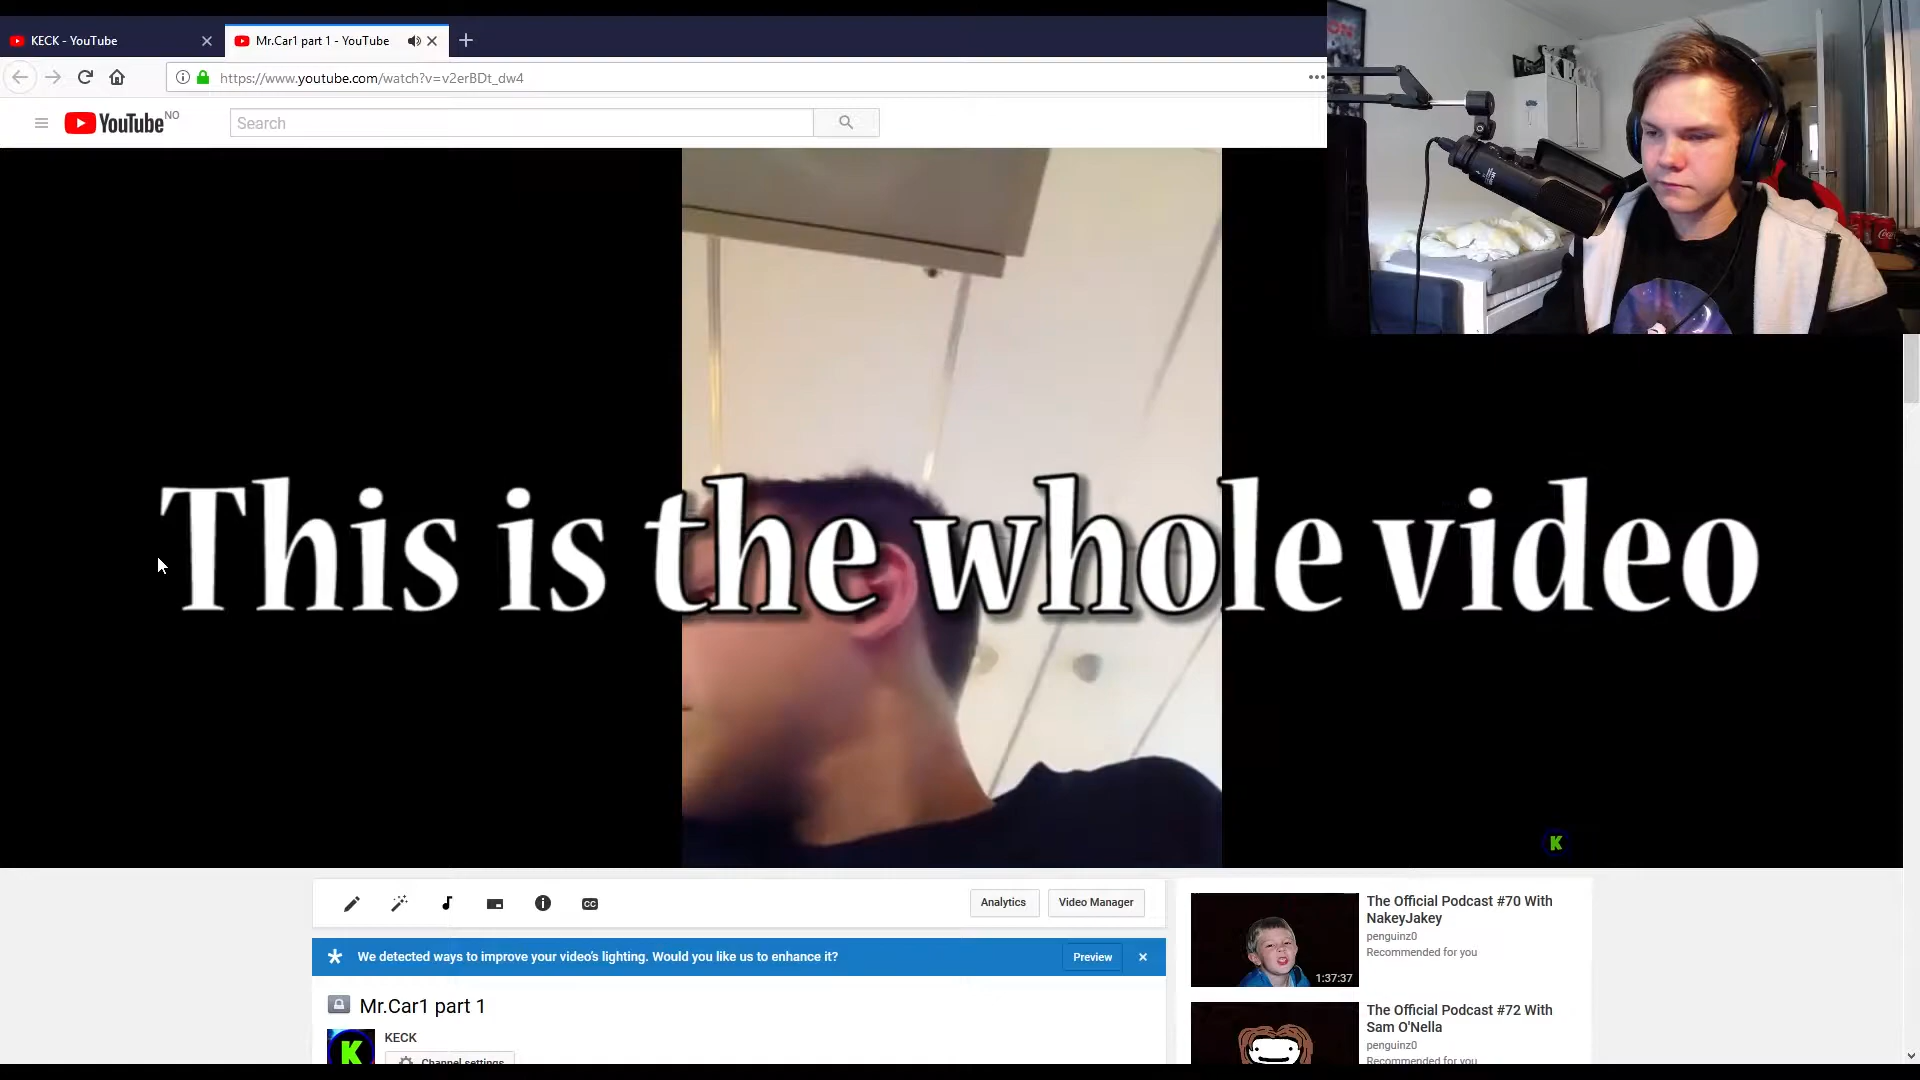 KECK - YouTube
Mr.Car1 part 1 - YouTube
https://www.youtube.com/watch?v=v2erBDt_dw4
YouTube NO
Search
KECK
This is the whole video
K
CC
Analytics
Video Manager
We detected ways to improve your video's lighting. Would you like us to enhance it?
Preview
Mr.Car1 part 1
KECK
K
Channel settings
The Official Podcast #70 With
NakeyJakey
penguinz0
Recommended for you
1:37:37
The Official Podcast #72 With
Sam O'Nella
penguinz0
Recommended for you